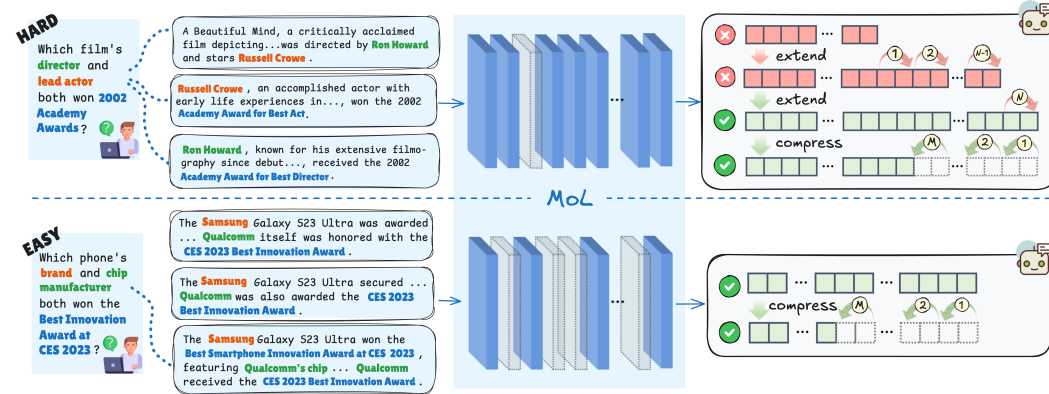 HARD
Which film's
director and
lead actor
both won 2002
Academy
Awards?
A Beautiful Mind, a critically acclaimed
film depicting...was directed by Ron Howard
and stars Russell Crowe .
Russell Crowe , an accomplished actor with
early life experiences in..., won the 2002
Academy Award for Best Act.
Ron Howard, known for his extensive filmo-
graphy since debut..., received the 2002
Academy Award for Best Director.
...
...
extend
1
2
N-1
...
...
extend
N
...
...
compress
M
2
1
...
...
MoL
EASY
Which phone's
brand and chip
manufacturer
both won the
Best Innovation
Award at
CES 2023 ?
The Samsung Galaxy S23 Ultra was awarded
... Qualcomm itself was honored with the
CES 2023 Best Innovation Award .
The Samsung Galaxy S23 Ultra secured ...
Qualcomm was also awarded the CES 2023
Best Innovation Award .
The Samsung Galaxy S23 Ultra won the
Best Smartphone Innovation Award at CES 2023 ,
featuring Qualcomm's chip ... Qualcomm
received the CES 2023 Best Innovation Award .
...
...
...
compress
M
2
1
...
...